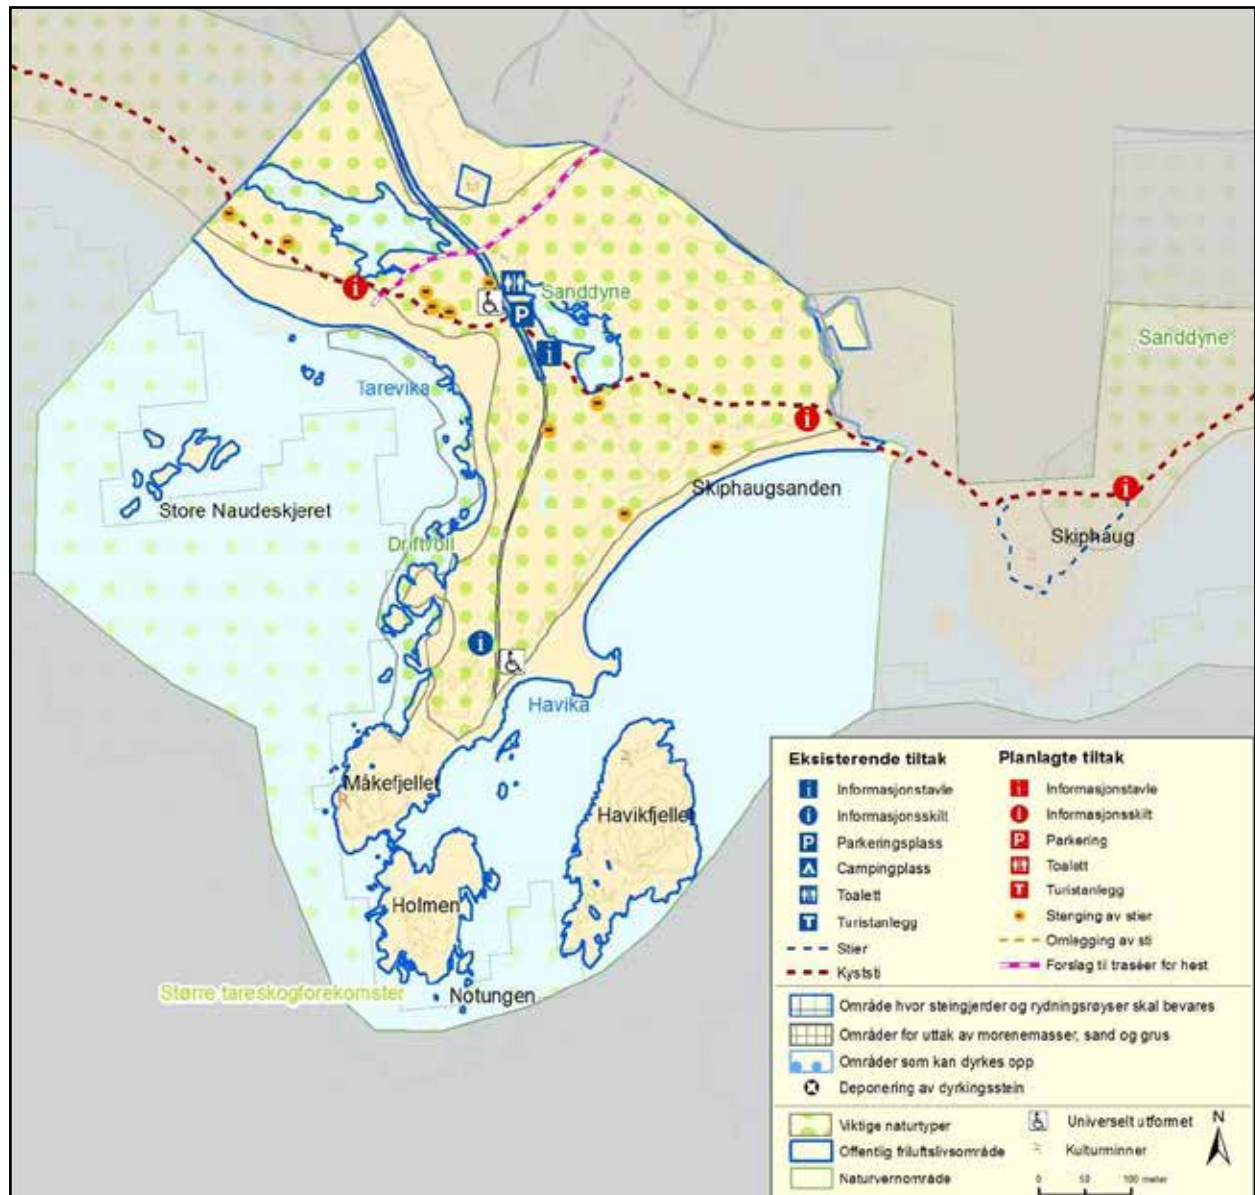 Sanddyne
Sanddyne
Tarevika
Skiphaugsanden
Store Naudeskjeret
Skiphaug
Driftvoll
Havika
Måkefjellet
Havikfjellet
Holmen
Større tareskogforekomster
Notungen
P
i
i
i
i
i
Eksisterende tiltak
Planlagte tiltak
i Informasjonstavle
i Informasjonstavle
i Informasjonsskilt
i Informasjonsskilt
P Parkeringsplass
P Parkering
Campingplass
Toalett
Toalett
T Turistanlegg
T Turistanlegg
Stenging av stier
Stier
Omlegging av sti
Kyststi
Forslag til traséer for hest
Område hvor steingjerder og rydningsrøyser skal bevares
Områder for uttak av morenemasser, sand og grus
Områder som kan dyrkes opp
Deponering av dyrkingsstein
Viktige naturtyper
Universelt utformet
N
Offentlig friluftslivsområde
Kulturminner
Naturvernområde
0 50 100 meter